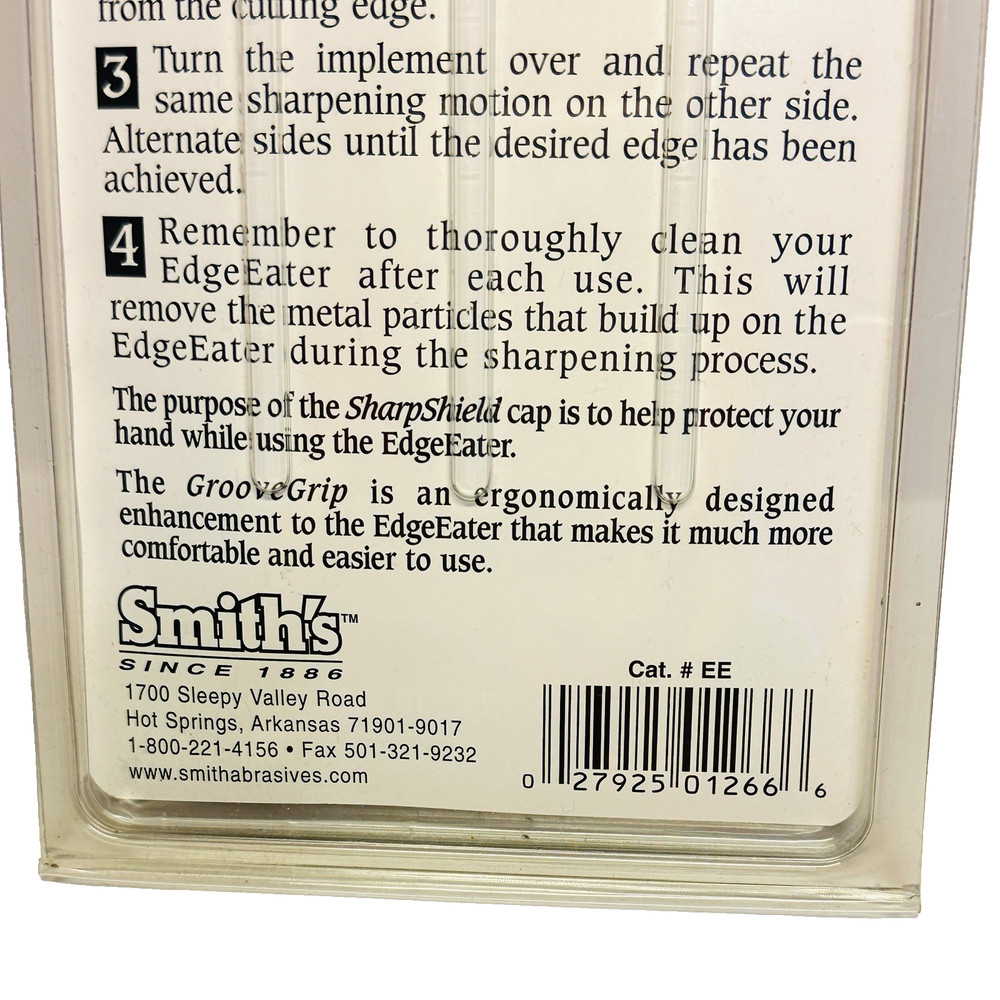 from the cutting edge.
3 Turn the implement over and repeat the
same sharpening motion on the other side.
Alternate sides until the desired edge has been
achieved.
4 Remember to thoroughly clean your
EdgeEater after each use. This will
remove the metal particles that build up on the
EdgeEater during the sharpening process.
The purpose of the SharpShield cap is to help protect your
hand while using the EdgeEater.
The GrooveGrip is an ergonomically designed
enhancement to the EdgeEater that makes it much more
comfortable and easier to use.
Smith's™
SINCE 1886
1700 Sleepy Valley Road
Hot Springs, Arkansas 71901-9017
1-800-221-4156 • Fax 501-321-9232
www.smithabrasives.com
Cat. # EE
0 27925 01266 6